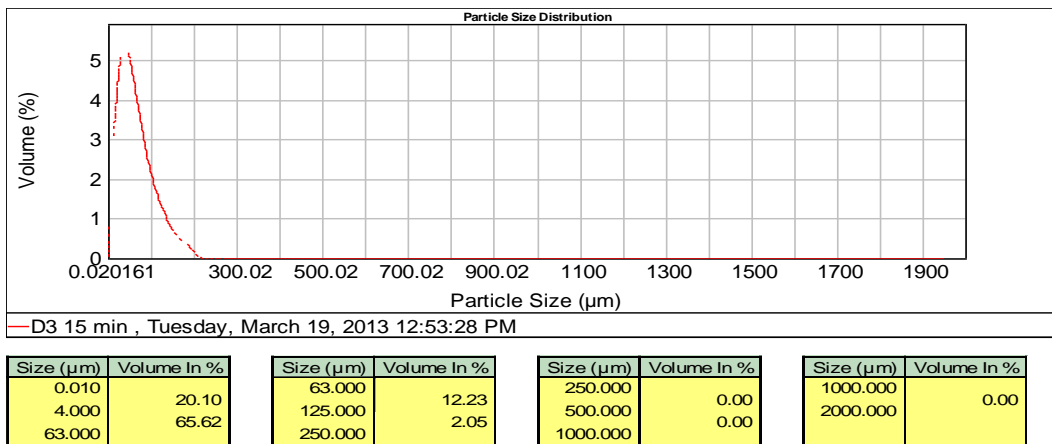 Particle Size Distribution
Volume (%)
5
4
3
2
1
0
0.020161 300.02 500.02 700.02 900.02 1100 1300 1500 1700 1900
Particle Size (µm)
D3 15 min , Tuesday, March 19, 2013 12:53:28 PM
Size (µm) Volume In %
0.010
20.10
4.000
65.62
63.000
Size (µm) Volume In %
63.000
12.23
125.000
2.05
250.000
Size (µm) Volume In %
250.000
0.00
500.000
0.00
1000.000
Size (µm) Volume In %
1000.000
0.00
2000.000